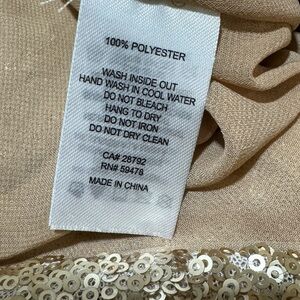 100% POLYESTER
WASH INSIDE OUT
HAND WASH IN COOL WATER
DO NOT BLEACH
HANG TO DRY
DO NOT IRON
DO NOT DRY CLEAN
CA# 28792
RN# 59478
MADE IN CHINA